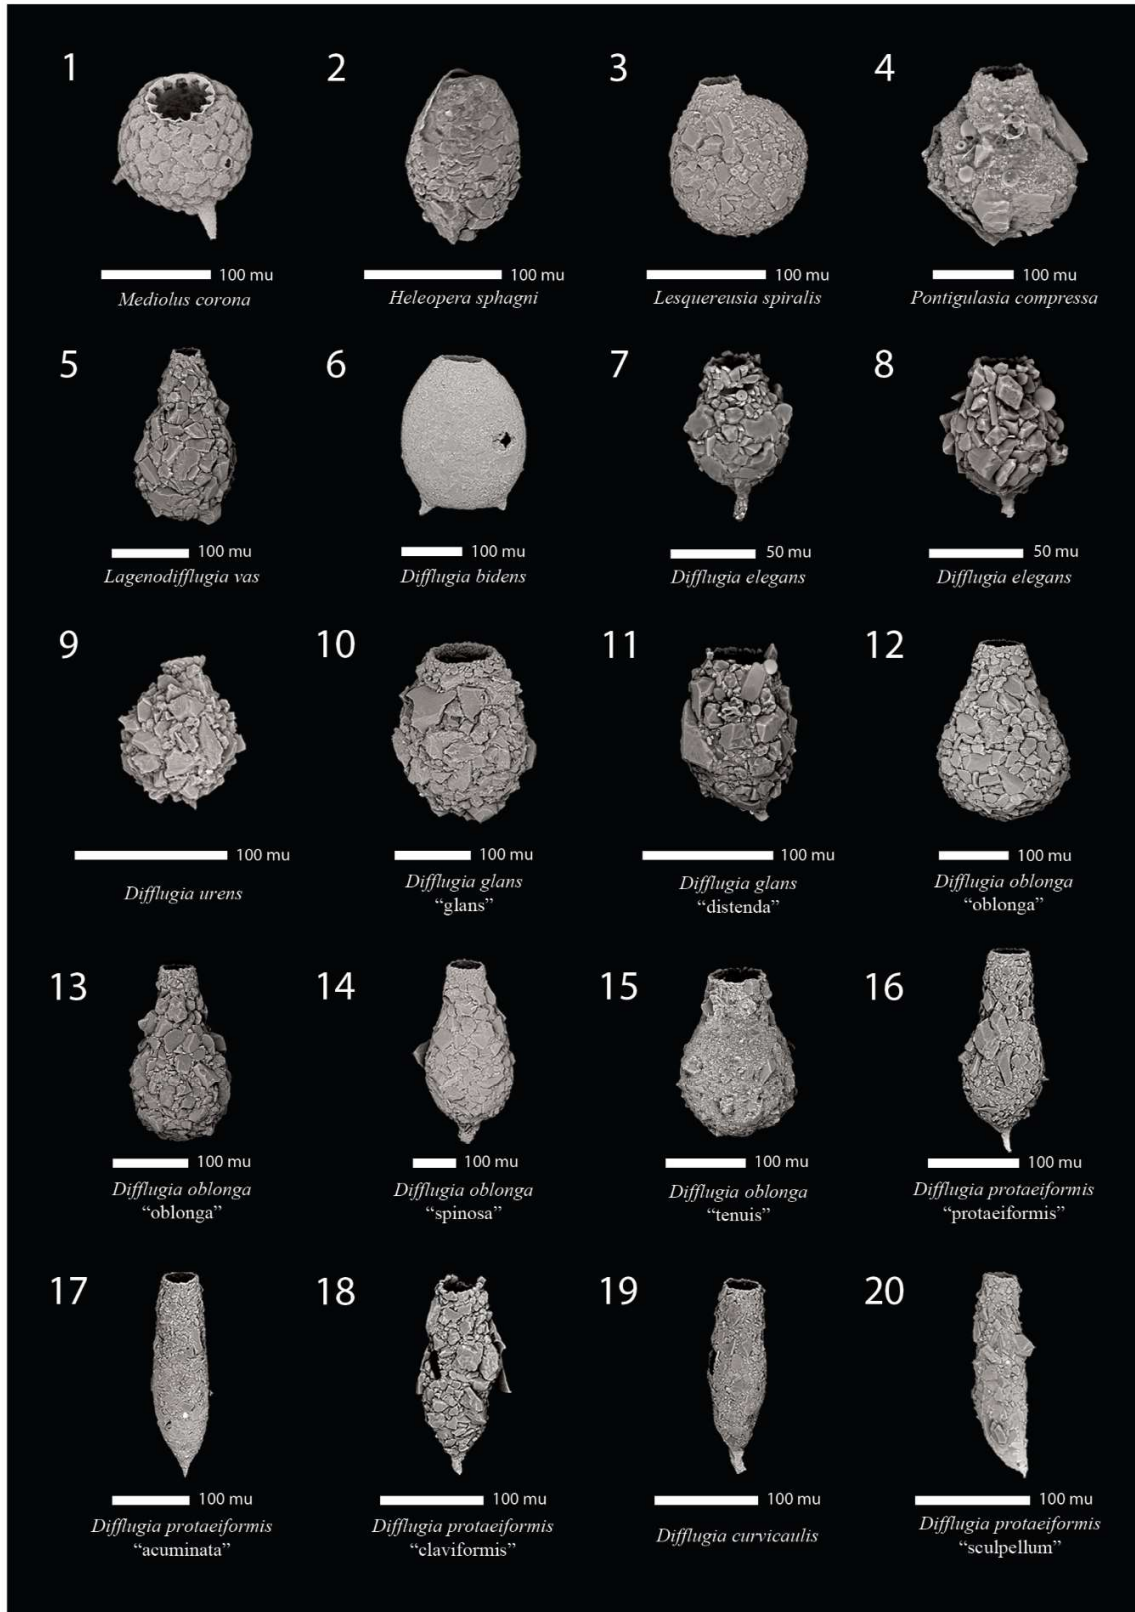 1
2
3
4
100 mu
100 mu
100 mu
100 mu
Mediolus corona
Heleopera sphagni
Lesquereusia spiralis
Pontigulasia compressa
5
6
7
8
100 mu
100 mu
50 mu
50 mu
Lagenodifflugia vas
Difflugia bidens
Difflugia elegans
Difflugia elegans
9
10
11
12
100 mu
100 mu
100 mu
100 mu
Difflugia urens
Difflugia glans
“glans”
Difflugia glans
“distenda”
Difflugia oblonga
“oblonga”
13
14
15
16
100 mu
100 mu
100 mu
100 mu
Difflugia oblonga
“oblonga”
Difflugia oblonga
“spinosa”
Difflugia oblonga
“tenuis”
Difflugia protaeiformis
“protaeiformis”
17
18
19
20
100 mu
100 mu
100 mu
100 mu
Difflugia protaeiformis
“acuminata”
Difflugia protaeiformis
“claviformis”
Difflugia curvicaulis
Difflugia protaeiformis
“sculpellum”